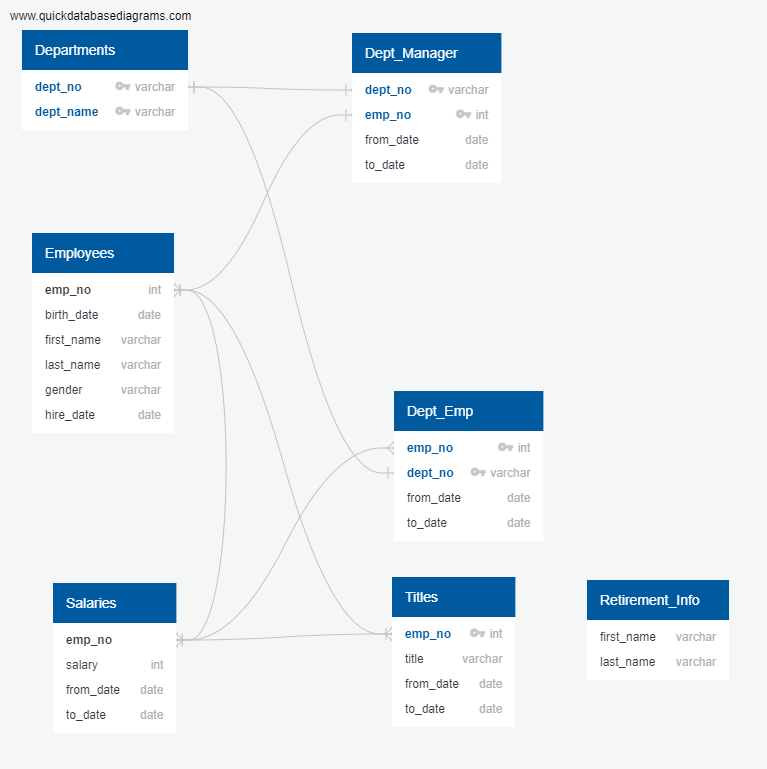 www.quickdatabasediagrams.com
Departments
dept_no varchar
dept_name varchar
Dept_Manager
dept_no varchar
emp_no int
from_date date
to_date date
Employees
emp_no int
birth_date date
first_name varchar
last_name varchar
gender varchar
hire_date date
Dept_Emp
emp_no int
dept_no varchar
from_date date
to_date date
Salaries
emp_no
salary int
from_date date
to_date date
Titles
emp_no int
title varchar
from_date date
to_date date
Retirement_Info
first_name varchar
last_name varchar